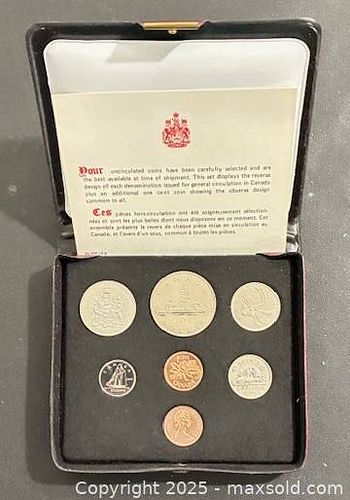 Your uncirculated coins have been carefully selected and are
the best available at time of shipment. This set displays the reverse
design of each denomination issued for general circulation in Canada
plus an additional one cent coin showing the obverse design
common to all.
Ces pièces hors-circulation ont été soigneusement sélection-
nées et sont les plus belles dont nous disposions en ce moment. Cet
ensemble présente le revers de chaque pièce mise en circulation au
Canada, et l'avers d'un sous, commun à toutes les pièces.
CANADA
Copyright © 2025 - maxsold.com